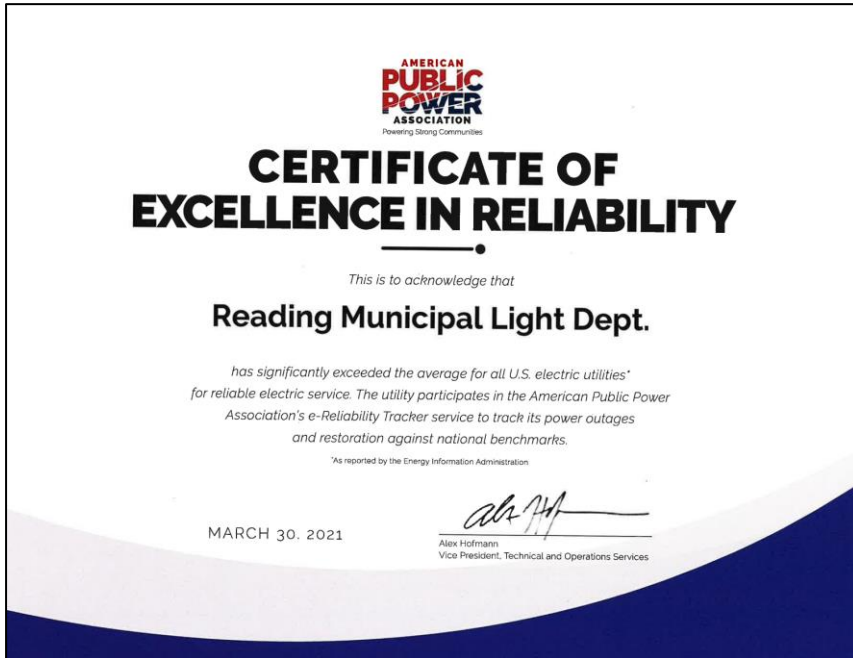 AMERICAN
PUBLIC
POWER
ASSOCIATION
Powering Strong Communities
CERTIFICATE OF
EXCELLENCE IN RELIABILITY
This is to acknowledge that
Reading Municipal Light Dept.
has significantly exceeded the average for all U.S. electric utilities*
for reliable electric service. The utility participates in the American Public Power
Association's e-Reliability Tracker service to track its power outages
and restoration against national benchmarks.
*As reported by the Energy Information Administration
MARCH 30, 2021
Alex Hofmann
Vice President, Technical and Operations Services